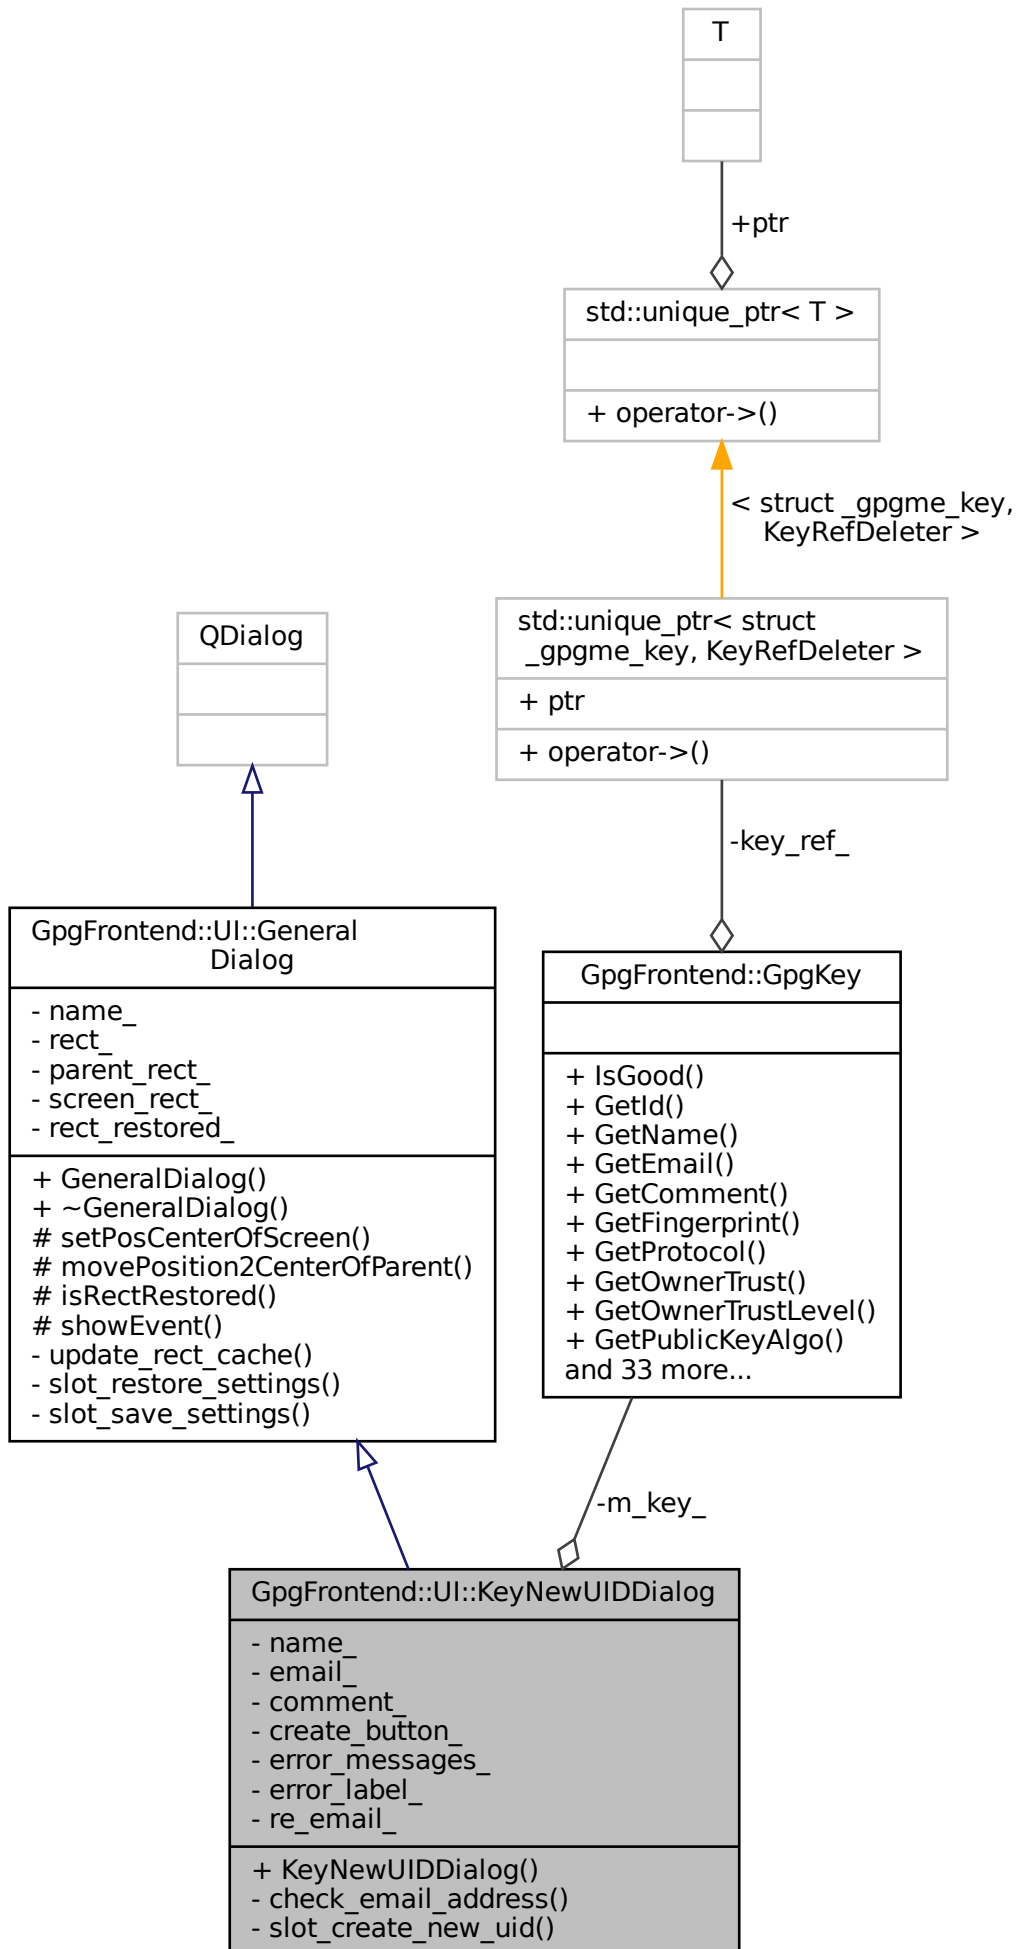 T
+ptr
std::unique_ptr< T >
+ operator->()
< struct _gpgme_key,
KeyRefDeleter >
std::unique_ptr< struct
_gpgme_key, KeyRefDeleter >
+ ptr
+ operator->()
QDialog
-key_ref_
GpgFrontend::UI::General
Dialog
- name_
- rect_
- parent_rect_
- screen_rect_
- rect_restored_
+ GeneralDialog()
+ ~GeneralDialog()
# setPosCenterOfScreen()
# movePosition2CenterOfParent()
# isRectRestored()
# showEvent()
- update_rect_cache()
- slot_restore_settings()
- slot_save_settings()
GpgFrontend::GpgKey
+ IsGood()
+ GetId()
+ GetName()
+ GetEmail()
+ GetComment()
+ GetFingerprint()
+ GetProtocol()
+ GetOwnerTrust()
+ GetOwnerTrustLevel()
+ GetPublicKeyAlgo()
and 33 more...
-m_key_
GpgFrontend::UI::KeyNewUIDDialog
- name_
- email_
- comment_
- create_button_
- error_messages_
- error_label_
- re_email_
+ KeyNewUIDDialog()
- check_email_address()
- slot_create_new_uid()